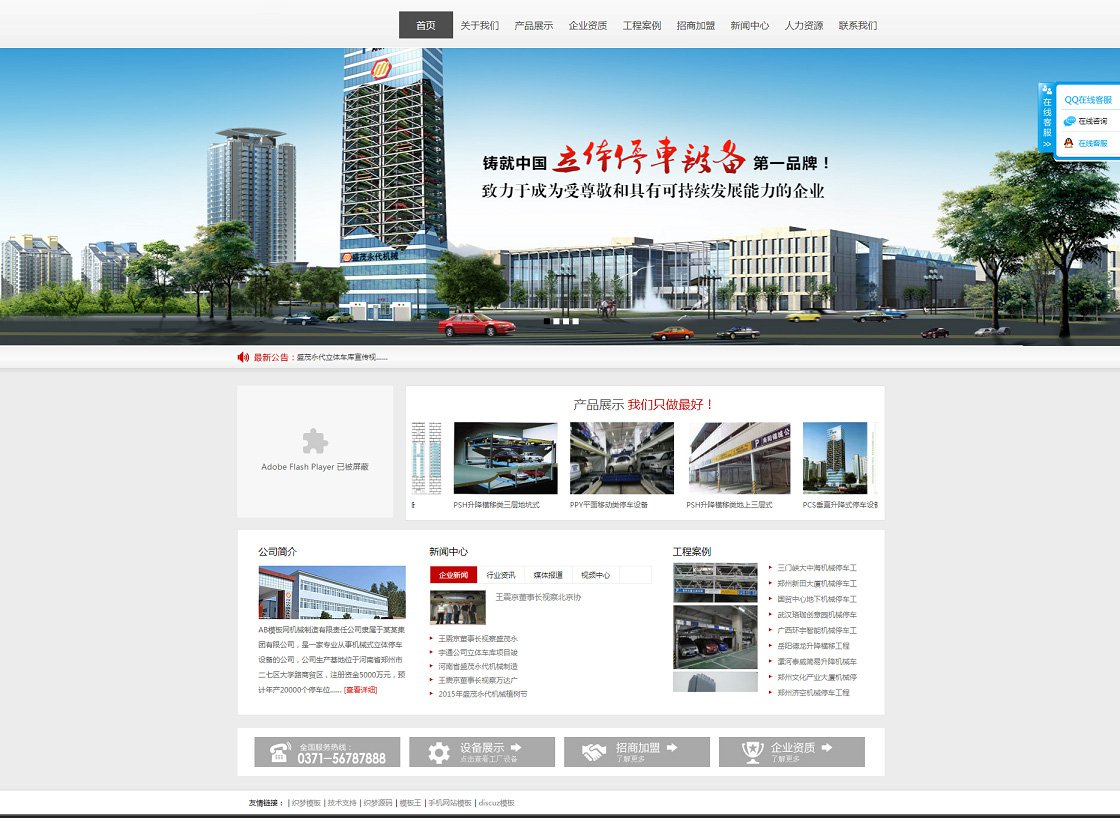 首页 关于我们 产品展示 企业资质 工程案例 招商加盟 新闻中心 人力资源 联系我们
盛茂永代机械
铸就中国 立体停車設备 第一品牌！
致力于成为受尊敬和具有可持续发展能力的企业
在线客服 >>
QQ在线客服
在线咨询
在线客服
最新公告：盛茂永代立体车库宣传视......
Adobe Flash Player 已被屏蔽
产品展示 我们只做最好！
PSH升降横移类三层地坑式
PPY平面移动类停车设备
PSH升降横移类地上三层式
PCS垂直升降式停车设备
公司简介
AB模板网机械制造有限责任公司隶属于某某集
团有限公司，是一家专业从事机械式立体停车
设备的公司，公司生产基地位于河南省郑州市
二七区大学路商贸区，注册资金5000万元，预
计年产20000个停车位...... [查看详细]
新闻中心
企业新闻 行业资讯 媒体报道 视频中心
王震京董事长视察北京协
王震京董事长视察盛茂永
宇通公司立体车库项目竣
河南省盛茂永代机械制造
王震京董事长视察万达广
2015年盛茂永代机械植树节
工程案例
三门峡大中海机械停车工
郑州新田大厦机械停车工
国贸中心地下机械停车工
武汉珞珈创意园机械停车
广西环宇智能机械停车工
岳阳德龙升降横移工程
漯河泰威简易升降机械车
郑州文化产业大厦机械停
郑州济空机械停车工程
全国服务热线：
0371-56787888
设备展示
点击查看工厂设备
招商加盟
了解更多
企业资质
了解更多
友情链接： | 织梦模板 | 技术支持 | 织梦源码 | 模板王 | 手机网站模板 | discuz模板